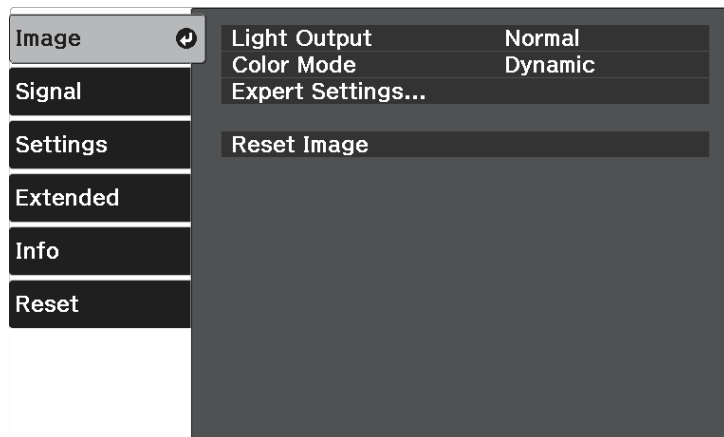 Image
Signal
Settings
Extended
Info
Reset
Light Output Normal
Color Mode Dynamic
Expert Settings...
Reset Image